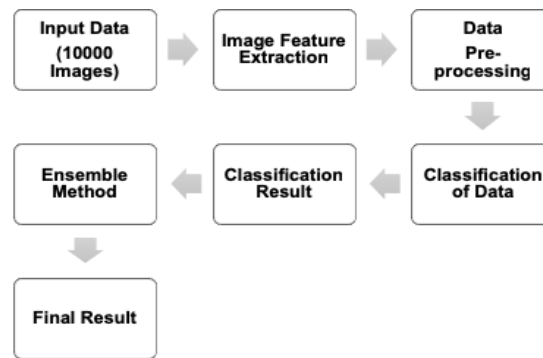 Input Data
(10000
Images)
Image Feature
Extraction
Data
Pre-
processing
Classification
of Data
Classification
Result
Ensemble
Method
Final Result